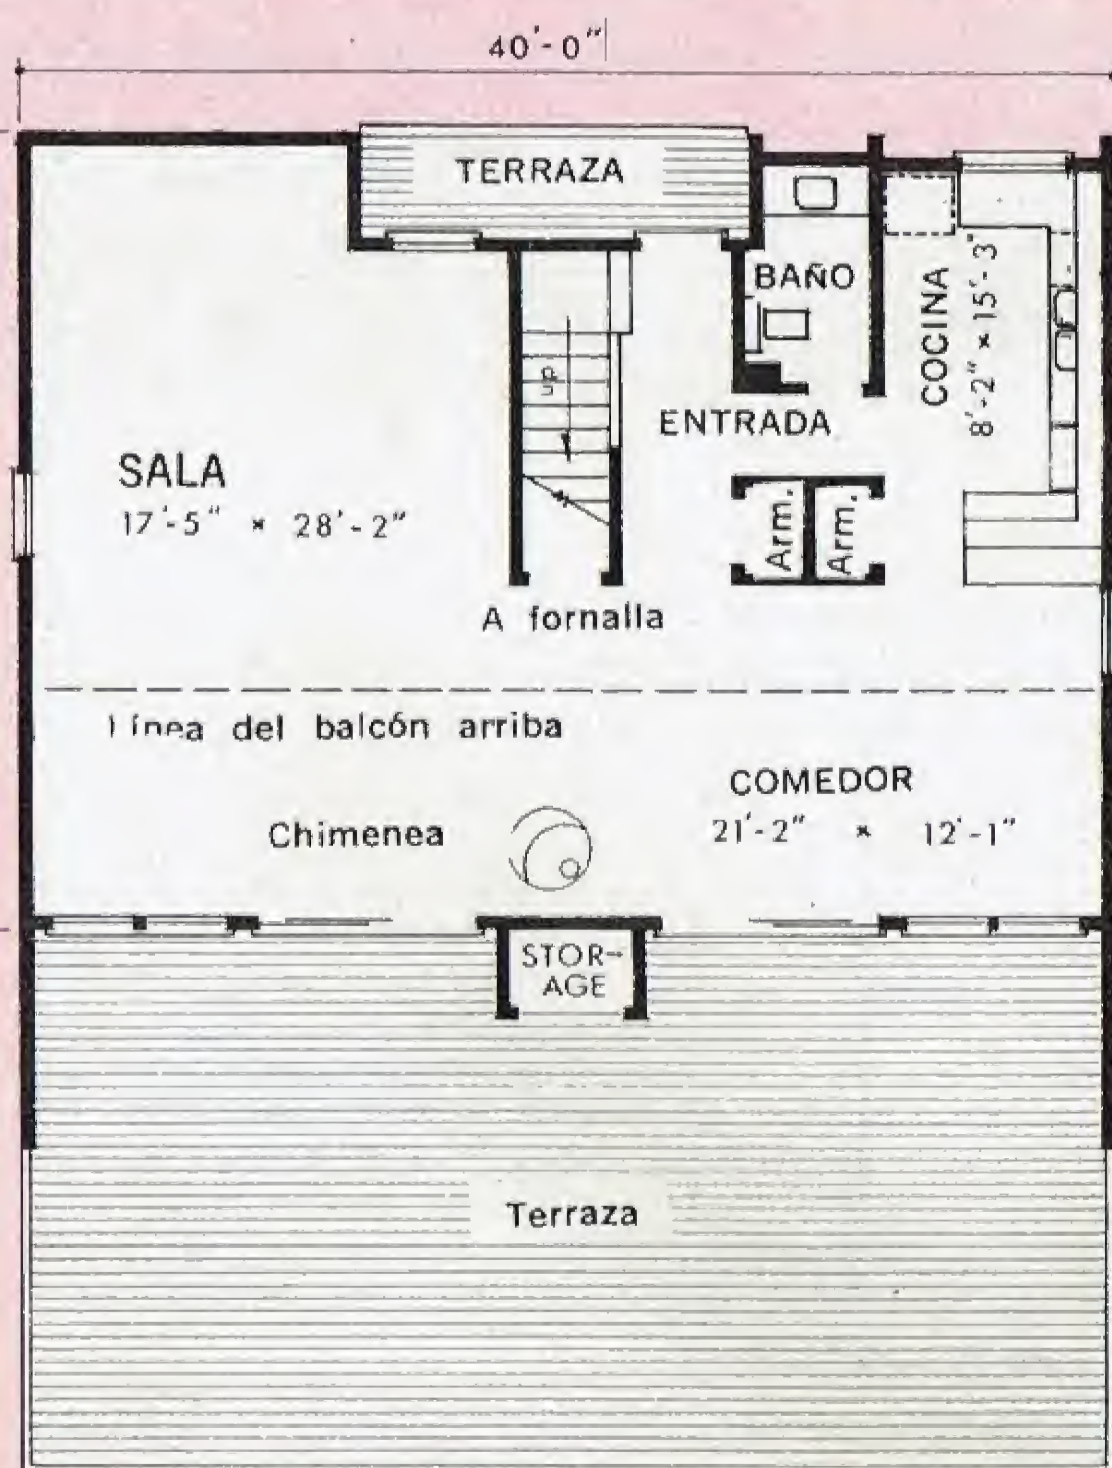 40'-0"
TERRAZA
BAÑO
COCINA
8'-2" × 15'-3"
up
ENTRADA
SALA
17'-5" × 28'-2"
Arm.
Arm.
A fornalla
Línea del balcón arriba
COMEDOR
21'-2" × 12'-1"
Chimenea
STOR-
AGE
Terraza